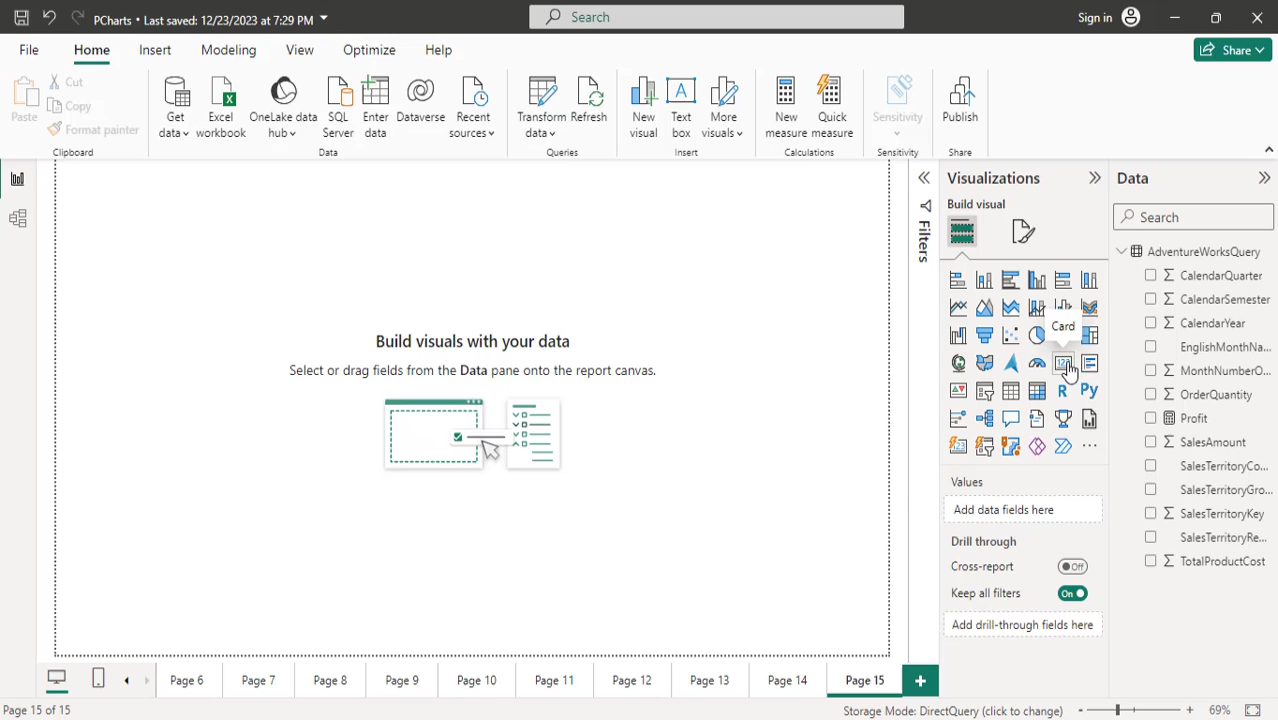 PCharts • Last saved: 12/23/2023 at 7:29 PM
Search
Sign in
File
Home
Insert
Modeling
View
Optimize
Help
Share
Paste
Cut
Copy
Format painter
Clipboard
Get data
Excel workbook
OneLake data hub
SQL Server
Enter data
Dataverse
Recent sources
Data
Transform data
Refresh
Queries
New visual
A
Text box
More visuals
Insert
New measure
Quick measure
Calculations
Sensitivity
Sensitivity
Publish
Share
Build visuals with your data
Select or drag fields from the Data pane onto the report canvas.
Filters
Visualizations
Build visual
Card
123
R
Py
Values
Add data fields here
Drill through
Cross-report
Off
Keep all filters
On
Add drill-through fields here
Data
Search
AdventureWorksQuery
CalendarQuarter
CalendarSemester
CalendarYear
EnglishMonthNa...
MonthNumberO...
OrderQuantity
Profit
SalesAmount
SalesTerritoryCo...
SalesTerritoryGro...
SalesTerritoryKey
SalesTerritoryRe...
TotalProductCost
Page 6
Page 7
Page 8
Page 9
Page 10
Page 11
Page 12
Page 13
Page 14
Page 15
Page 15 of 15
Storage Mode: DirectQuery (click to change)
69%